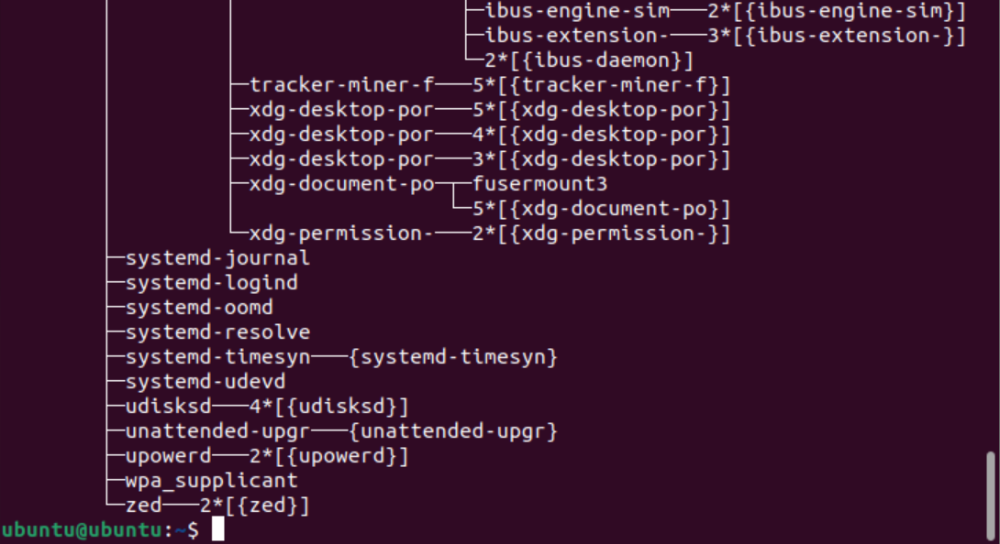 ├─ibus-engine-sim───2*[{ibus-engine-sim}]
├─ibus-extension-───3*[{ibus-extension-}]
└─2*[{ibus-daemon}]
├─tracker-miner-f───5*[{tracker-miner-f}]
├─xdg-desktop-por───5*[{xdg-desktop-por}]
├─xdg-desktop-por───4*[{xdg-desktop-por}]
├─xdg-desktop-por───3*[{xdg-desktop-por}]
├─xdg-document-po─┬─fusermount3
└─5*[{xdg-document-po}]
└─xdg-permission-───2*[{xdg-permission-}]
├─systemd-journal
├─systemd-logind
├─systemd-oomd
├─systemd-resolve
├─systemd-timesyn───{systemd-timesyn}
├─systemd-udevd
├─udisksd───4*[{udisksd}]
├─unattended-upgr───{unattended-upgr}
├─upowerd───2*[{upowerd}]
├─wpa_supplicant
└─zed───2*[{zed}]
ubuntu@ubuntu:~$